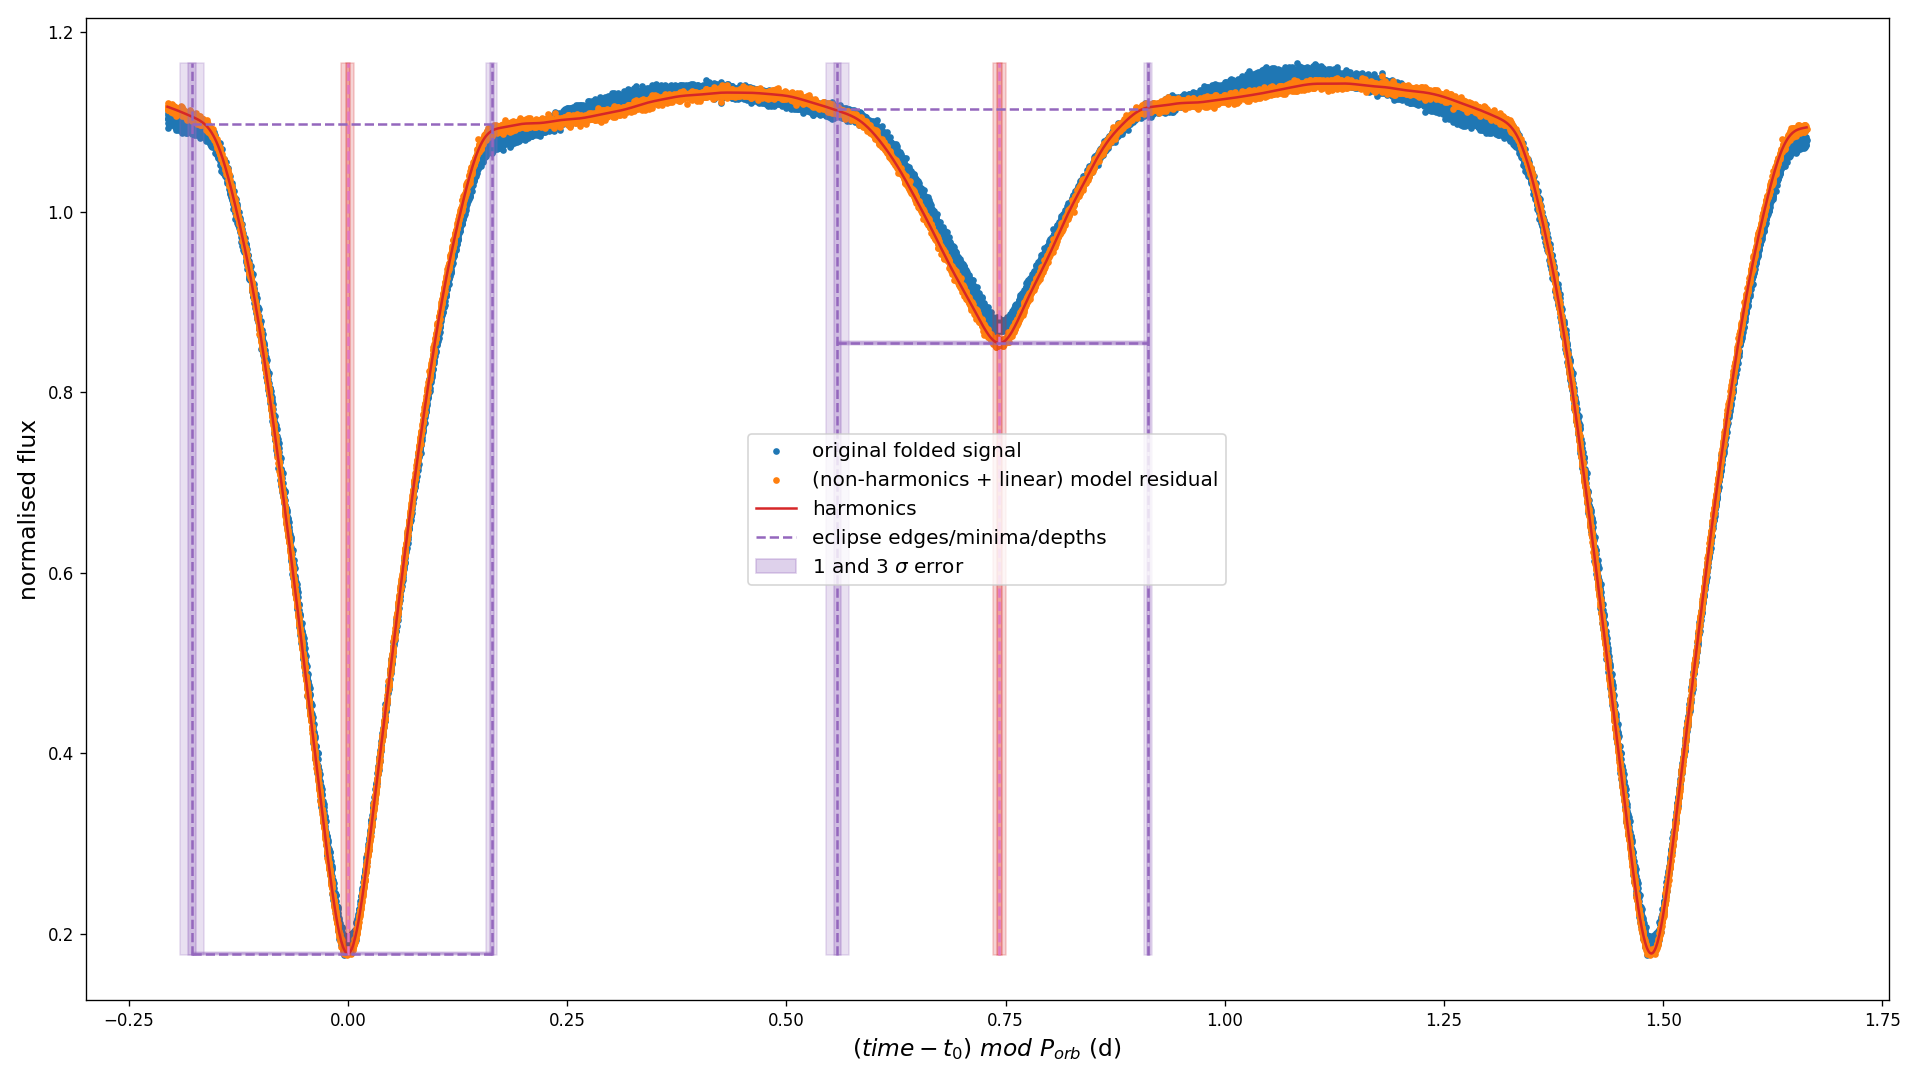 normalised flux
1.2
1.0
0.8
0.6
0.4
0.2
original folded signal
(non-harmonics + linear) model residual
harmonics
eclipse edges/minima/depths
1 and 3 σ error
−0.25 0.00 0.25 0.50 0.75 1.00 1.25 1.50 1.75
(time − t₀) mod Pₒᵣb (d)